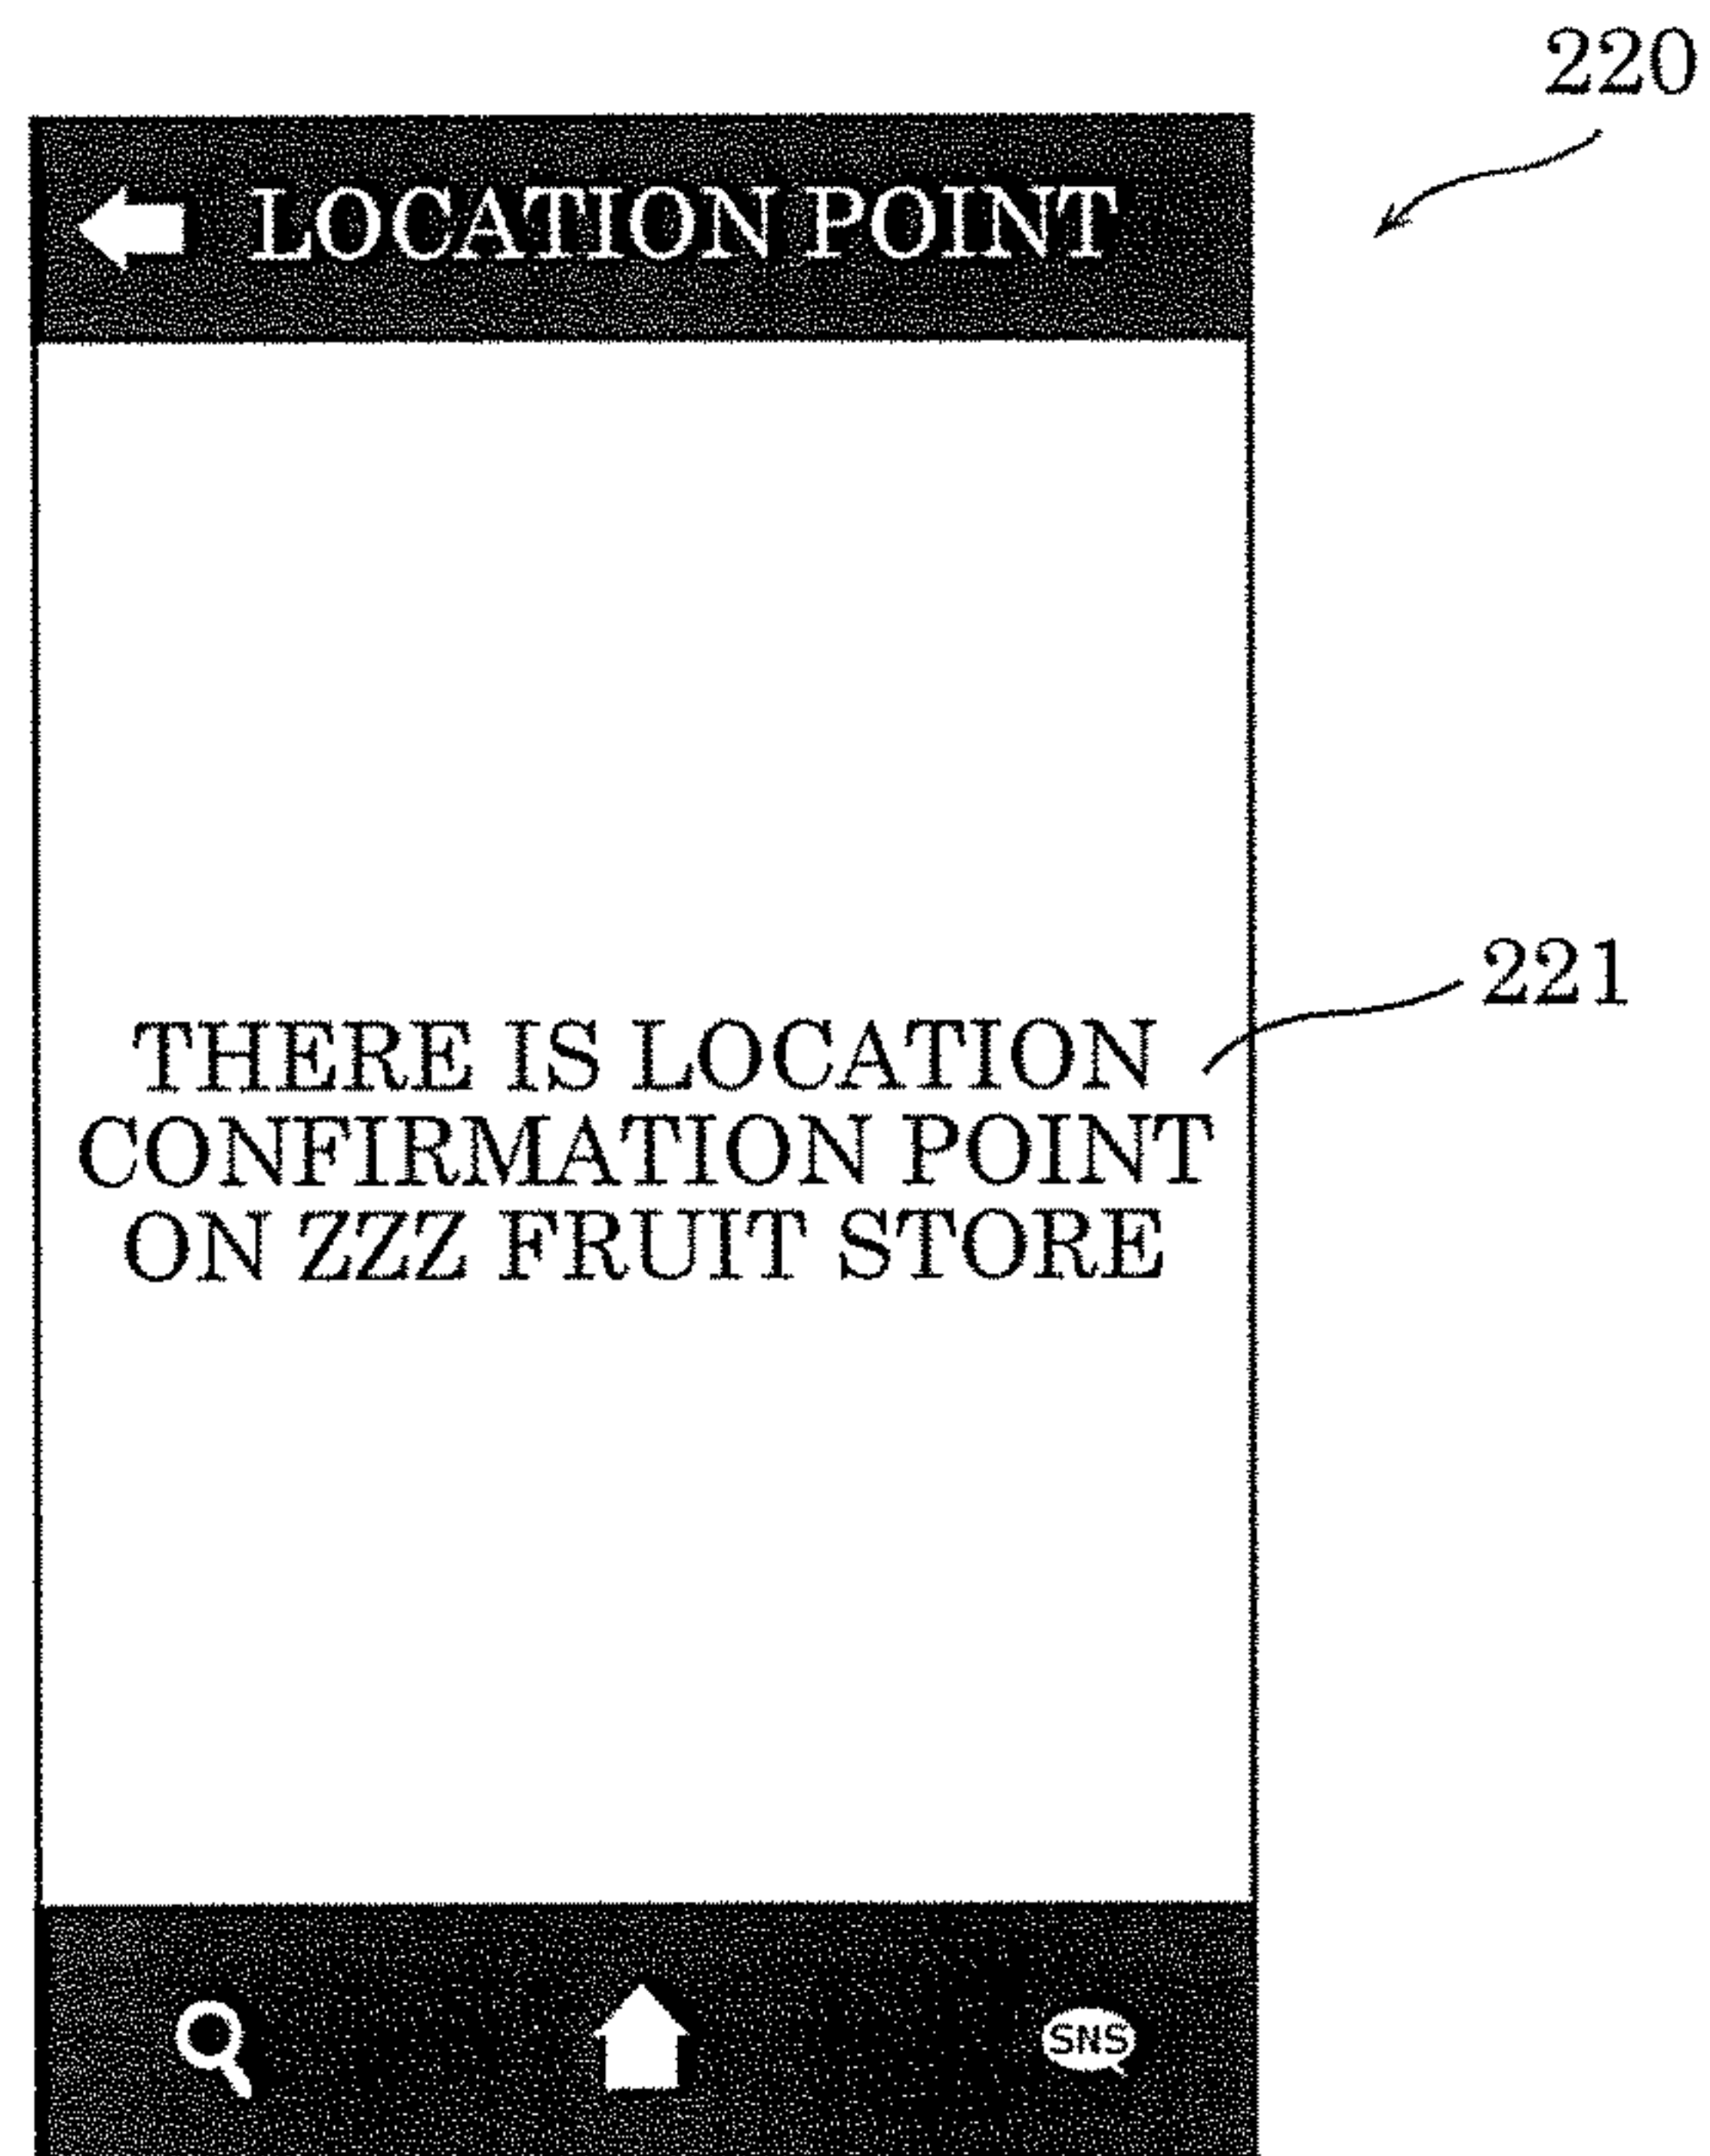 220
LOCATION POINT
221
THERE IS LOCATION
CONFIRMATION POINT
ON ZZZ FRUIT STORE
SNS